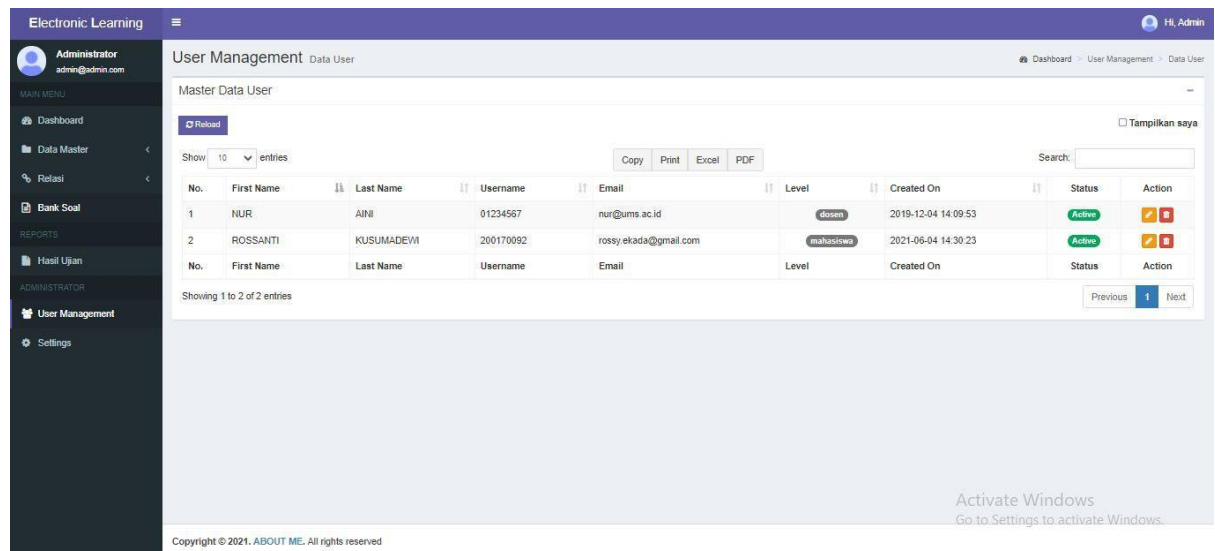 Electronic Learning
Hi, Admin
Administrator
admin@admin.com
MAIN MENU
Dashboard
Data Master
Relasi
Bank Soal
REPORTS
Hasil Ujian
ADMINISTRATOR
User Management
Settings
User Management Data User
Dashboard > User Management > Data User
Master Data User
Reload
Tampilkan saya
Show 10 entries
Copy Print Excel PDF
Search:
No. First Name Last Name Username Email Level Created On Status Action
1 NUR AINI 01234567 nur@ums.ac.id dosen 2019-12-04 14:09:53 Active
2 ROSSANTI KUSUMADEWI 200170092 rossy.ekada@gmail.com mahasiswa 2021-06-04 14:30:23 Active
No. First Name Last Name Username Email Level Created On Status Action
Showing 1 to 2 of 2 entries
Previous 1 Next
Activate Windows
Go to Settings to activate Windows.
Copyright © 2021. ABOUT ME. All rights reserved